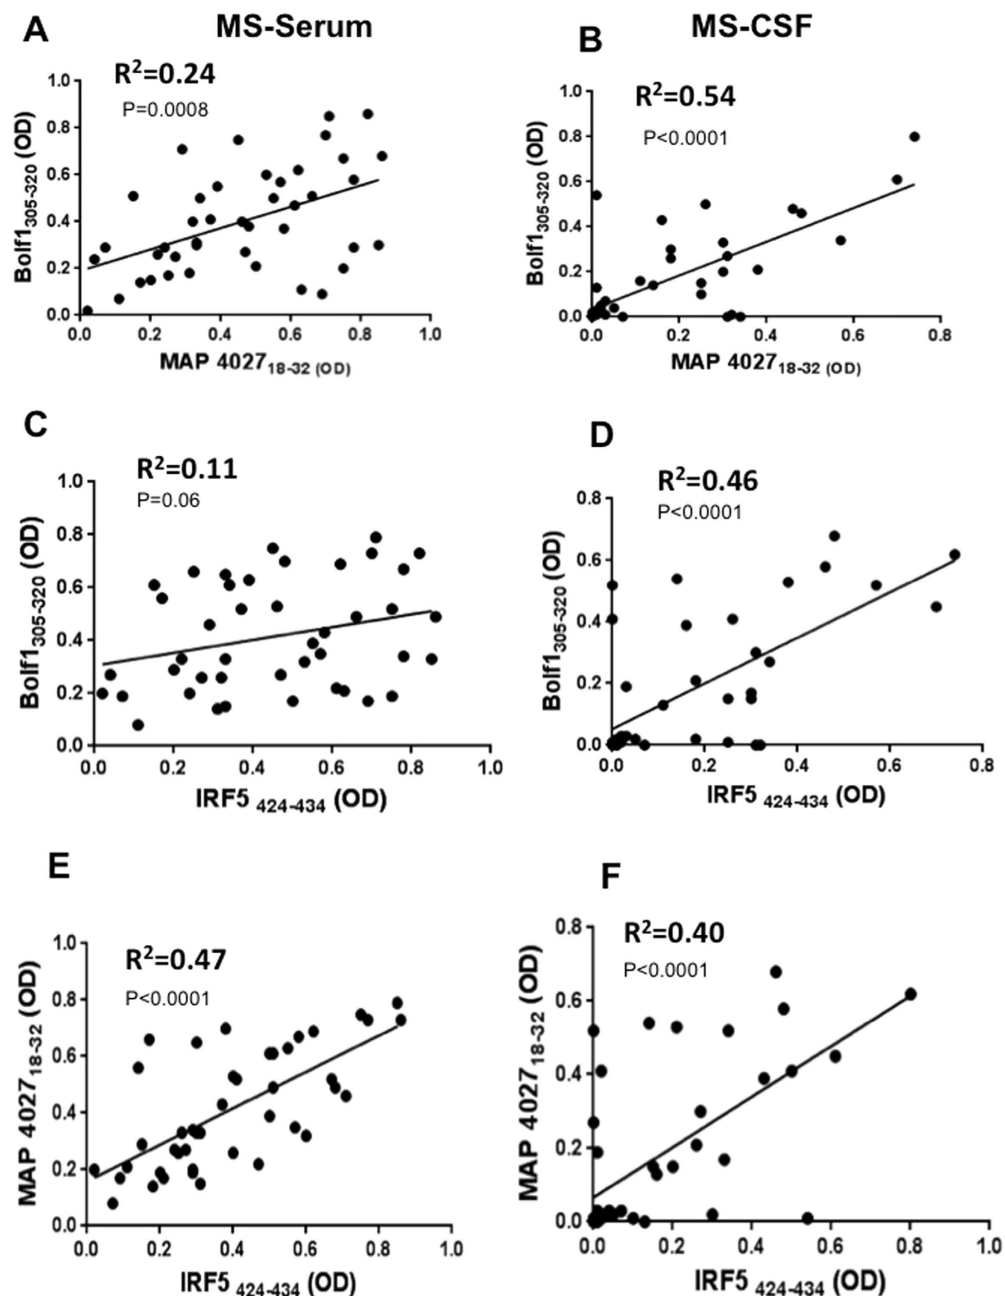 MS-Serum
MS-CSF
A
R²=0.24
P=0.0008
1.0
0.8
0.6
0.4
0.2
0.0
Bolf1305-320 (OD)
0.0 0.2 0.4 0.6 0.8 1.0
MAP 402718-32 (OD)
B
R²=0.54
P<0.0001
1.0
0.8
0.6
0.4
0.2
0.0
Bolf1305-320 (OD)
0.0 0.2 0.4 0.6 0.8
MAP 402718-32 (OD)
C
R²=0.11
P=0.06
1.0
0.8
0.6
0.4
0.2
0.0
Bolf1305-320 (OD)
0.0 0.2 0.4 0.6 0.8 1.0
IRF5 424-434 (OD)
D
R²=0.46
P<0.0001
0.8
0.6
0.4
0.2
0.0
Bolf1305-320 (OD)
0.0 0.2 0.4 0.6 0.8
IRF5 424-434 (OD)
E
R²=0.47
P<0.0001
1.0
0.8
0.6
0.4
0.2
0.0
MAP 402718-32 (OD)
0.0 0.2 0.4 0.6 0.8 1.0
IRF5 424-434 (OD)
F
R²=0.40
P<0.0001
0.8
0.6
0.4
0.2
0.0
MAP 402718-32 (OD)
0.0 0.2 0.4 0.6 0.8 1.0
IRF5 424-434 (OD)